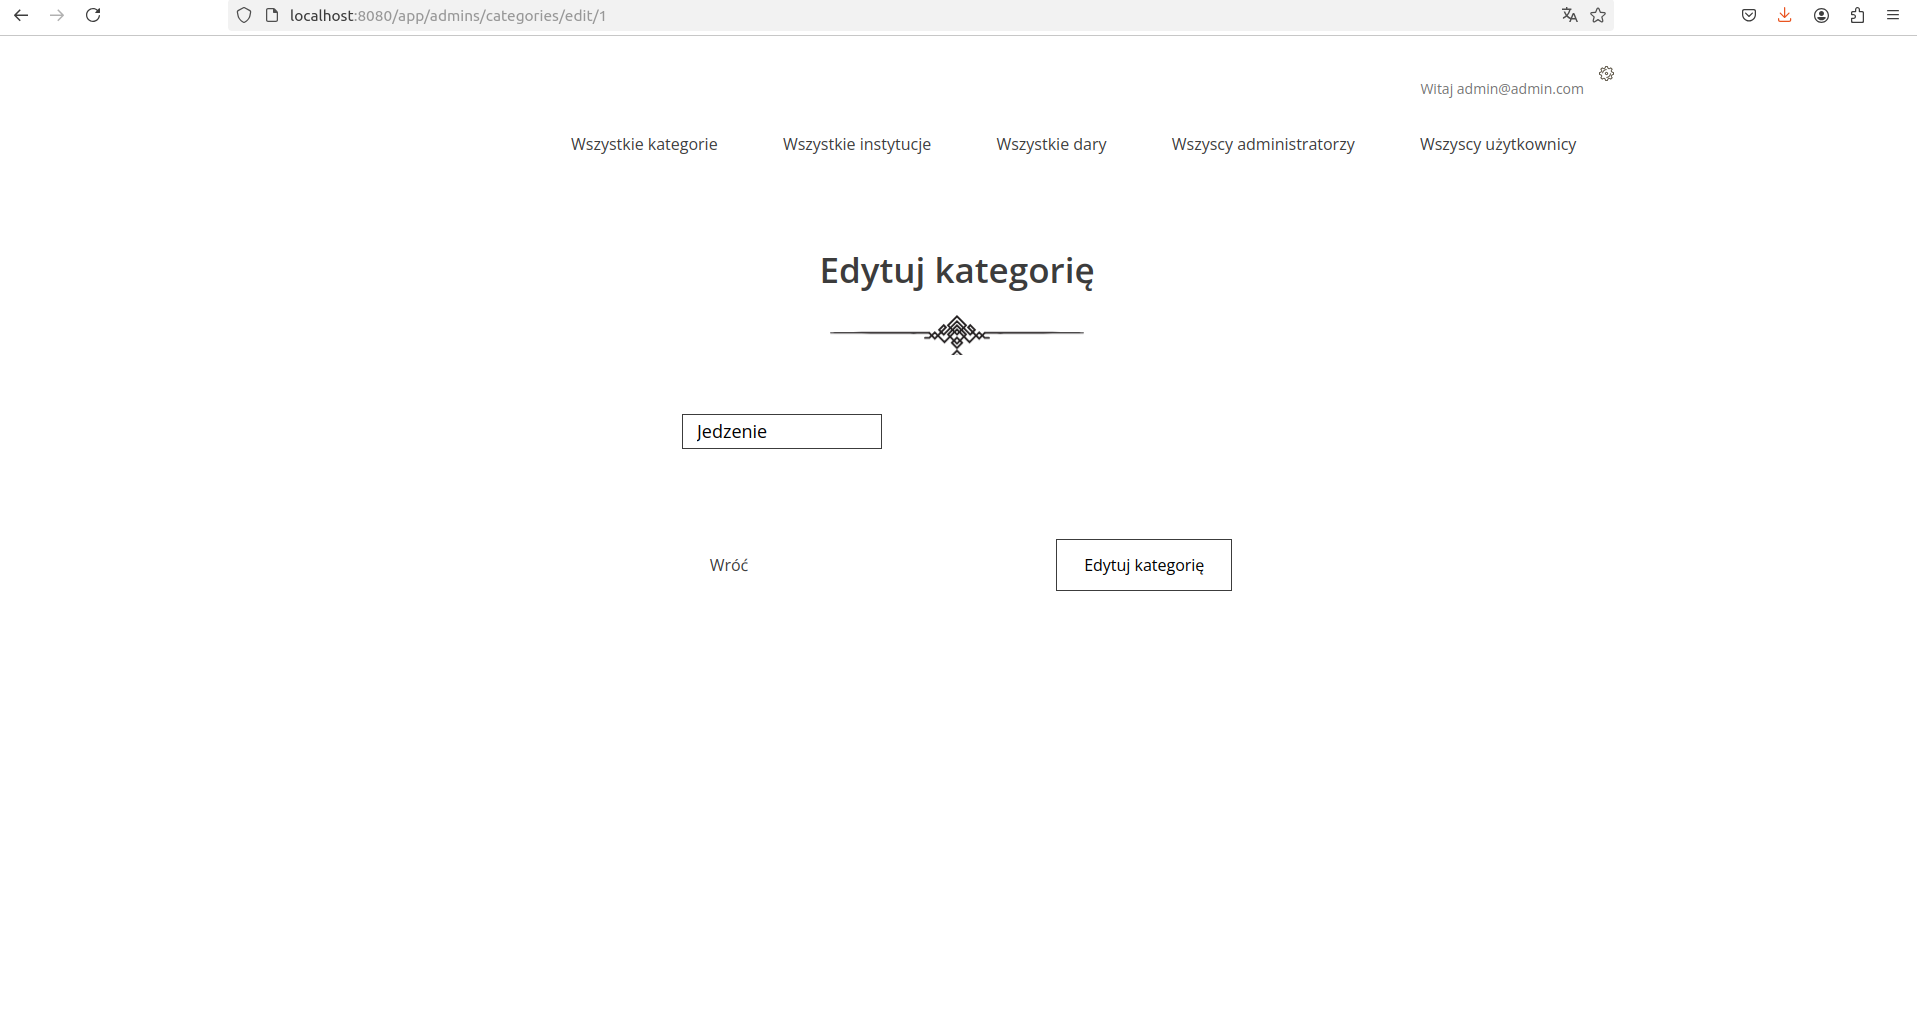 localhost:8080/app/admins/categories/edit/1
Witaj admin@admin.com
Wszystkie kategorie Wszystkie instytucje Wszystkie dary Wszyscy administratorzy Wszyscy użytkownicy
Edytuj kategorię
Jedzenie
Wróć Edytuj kategorię